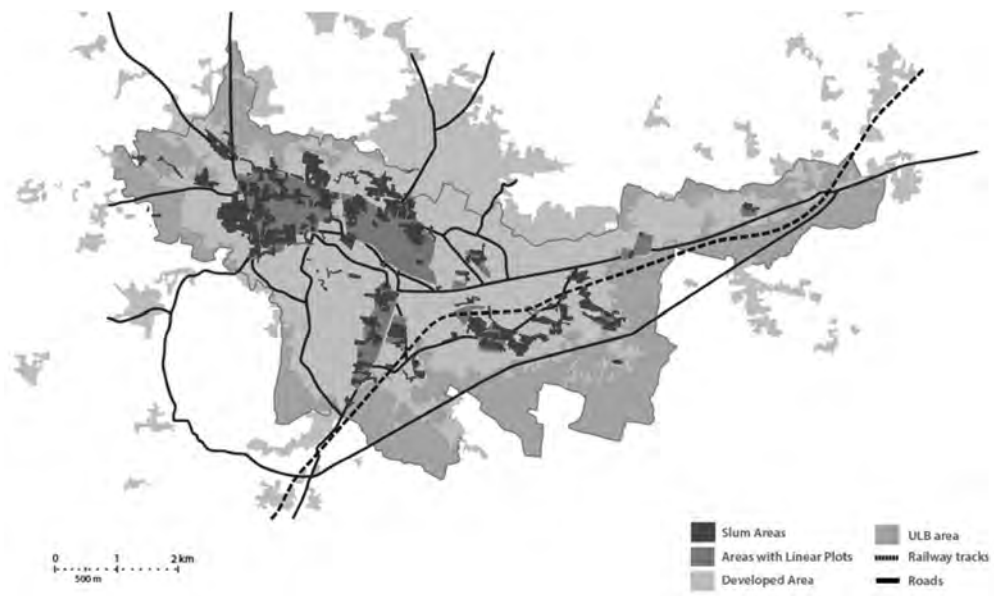 0 1 2 km
500 m
Slum Areas
Areas with Linear Plots
Developed Area
ULB area
Railway tracks
Roads